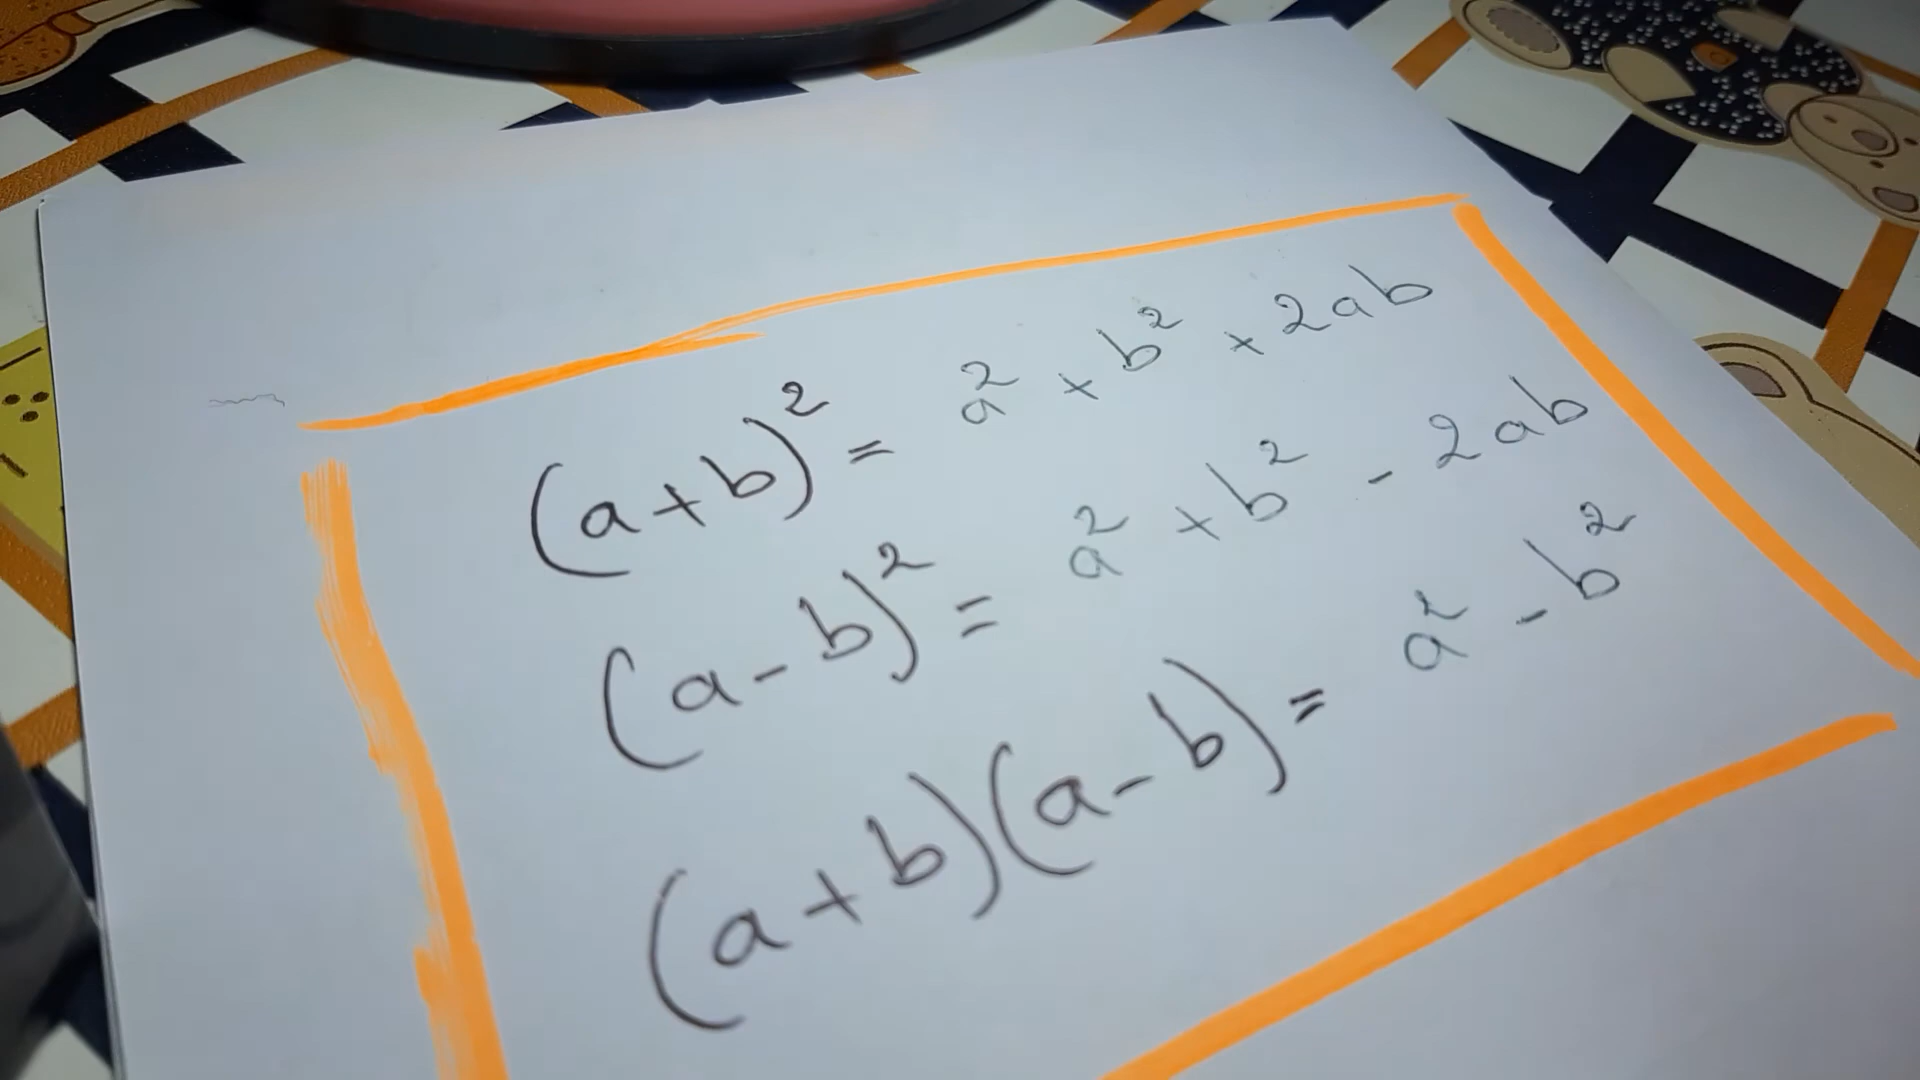 (a+b)² = a² + b² + 2ab
(a-b)² = a² + b² - 2ab
(a+b)(a-b) = a² - b²